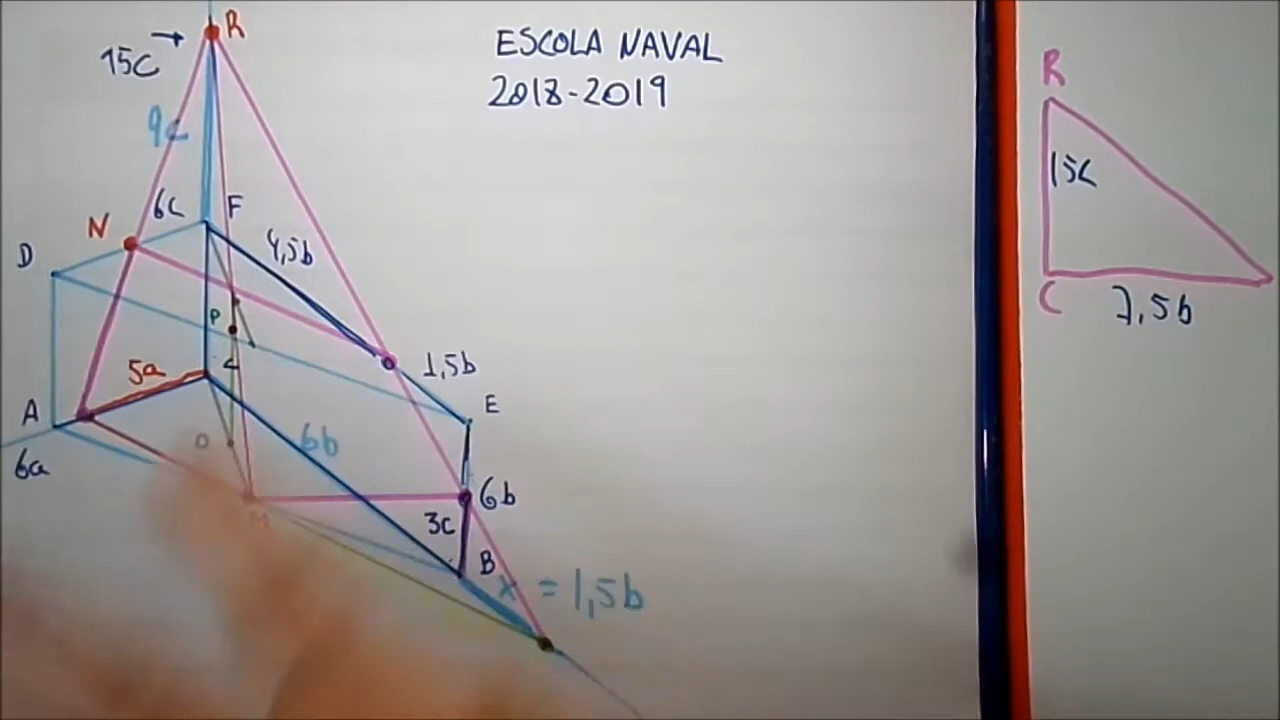 R
15C
ESCOLA NAVAL
2018-2019
R
9C
15C
6C
F
N
4,5b
D
P
C
7,5b
C
1,5b
5a
A
E
6b
6a
O
6b
3C
M
B
x = 1,5b